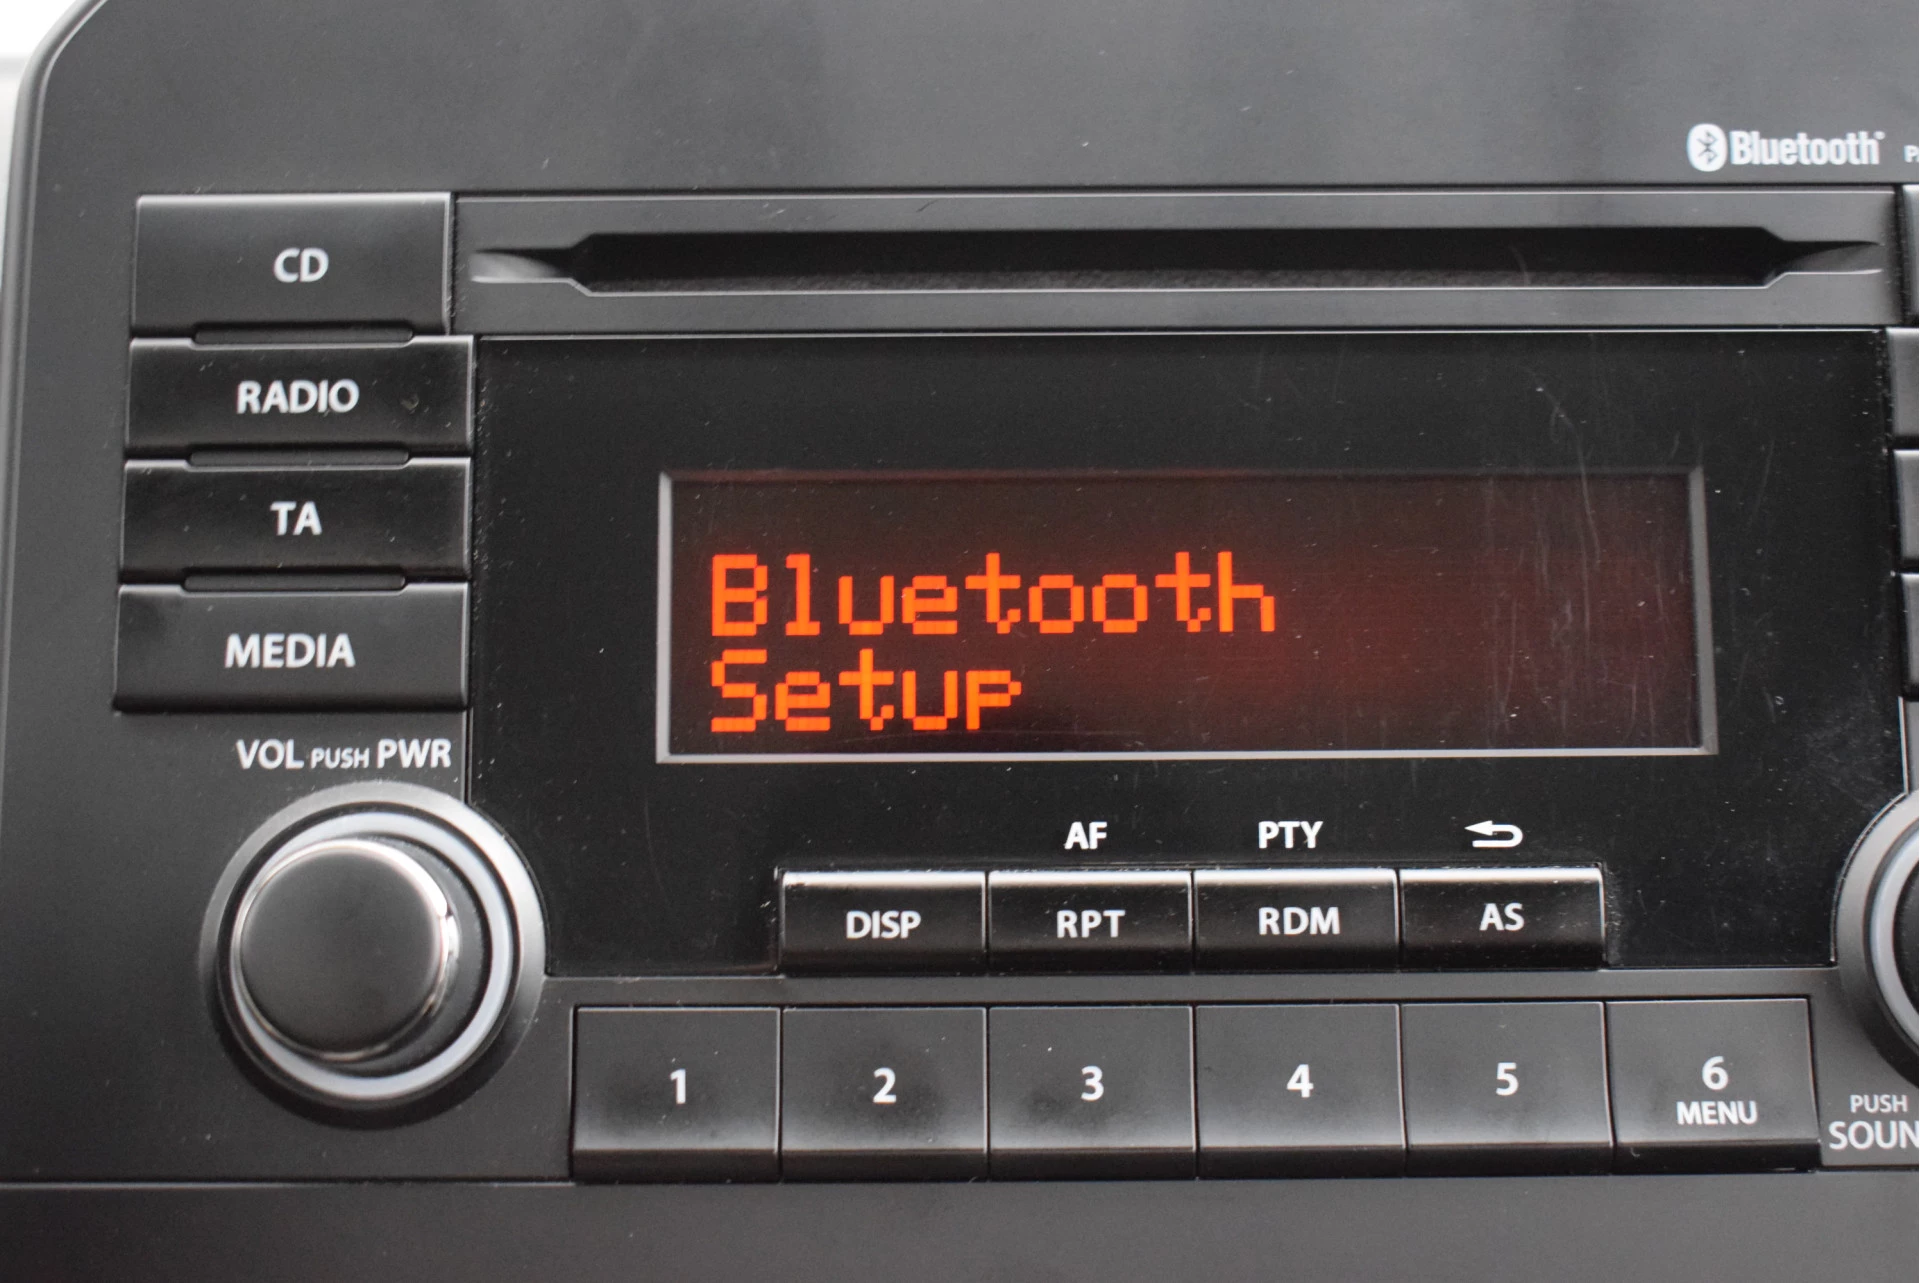 Bluetooth
CD
RADIO
TA
MEDIA
Bluetooth
Setup
VOL PUSH PWR
AF PTY
DISP RPT RDM AS
1 2 3 4 5 6
MENU
PUSH
SOUN